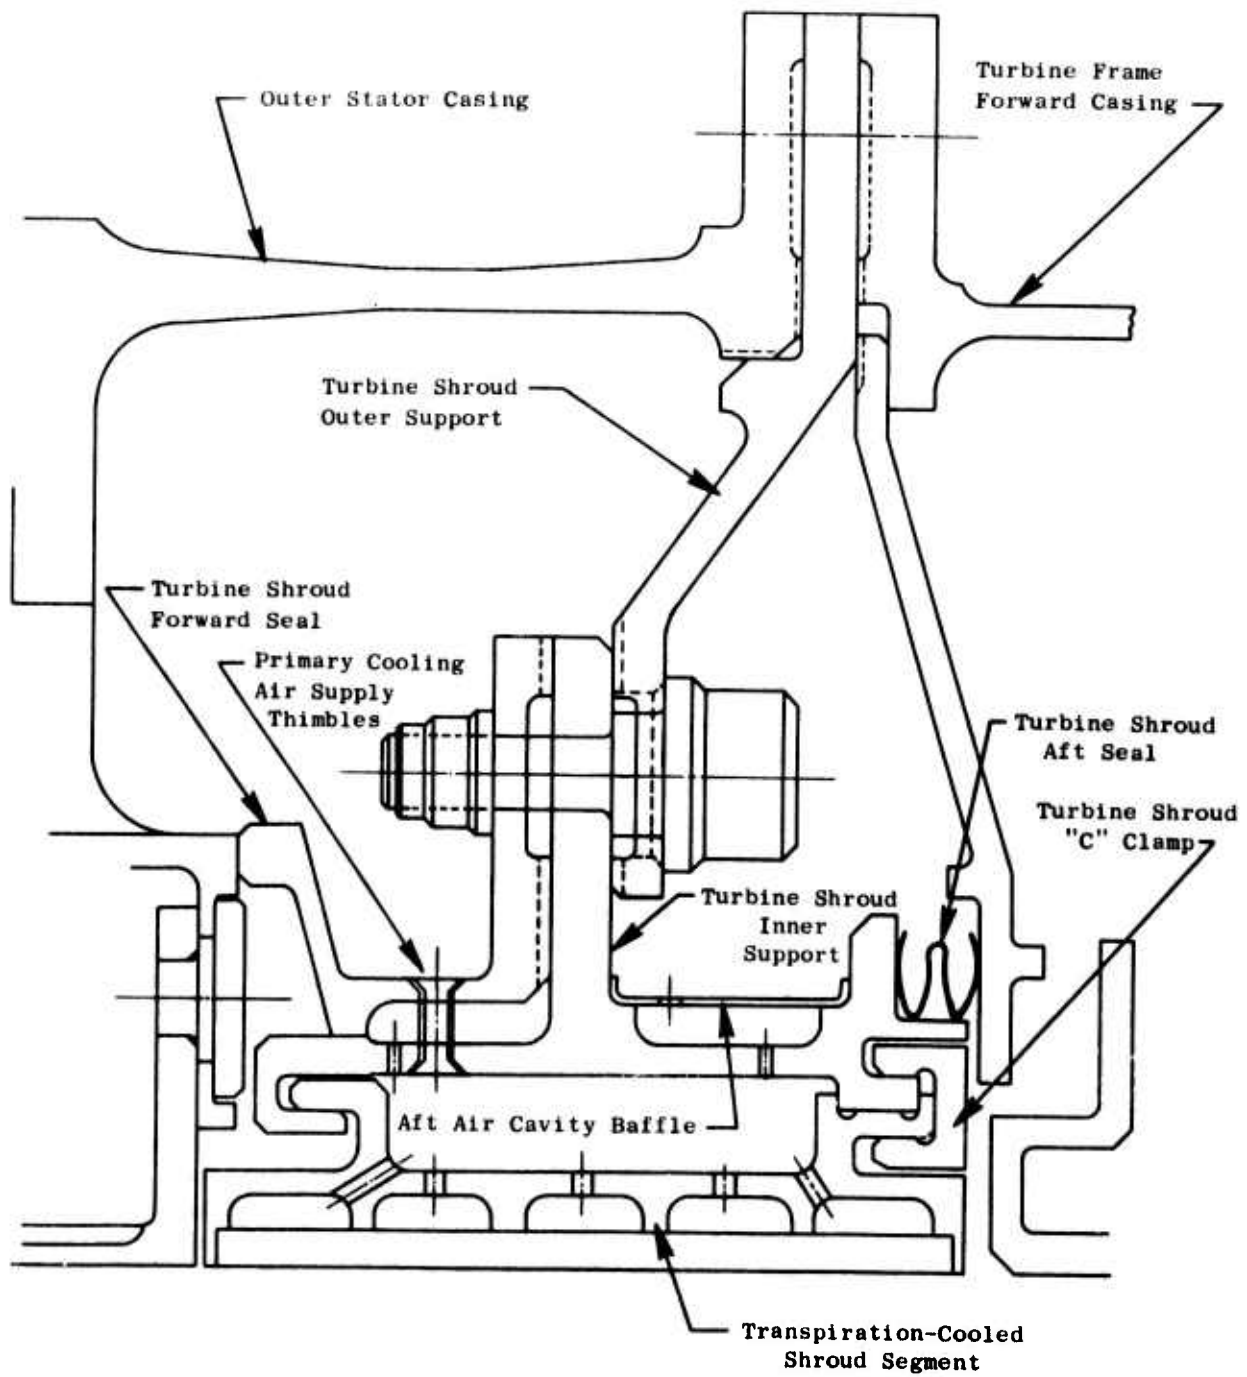 Outer Stator Casing
Turbine Frame
Forward Casing
Turbine Shroud
Outer Support
Turbine Shroud
Forward Seal
Primary Cooling
Air Supply
Thimbles
Turbine Shroud
Aft Seal
Turbine Shroud
"C" Clamp
Turbine Shroud
Inner
Support
Aft Air Cavity Baffle
Transpiration-Cooled
Shroud Segment